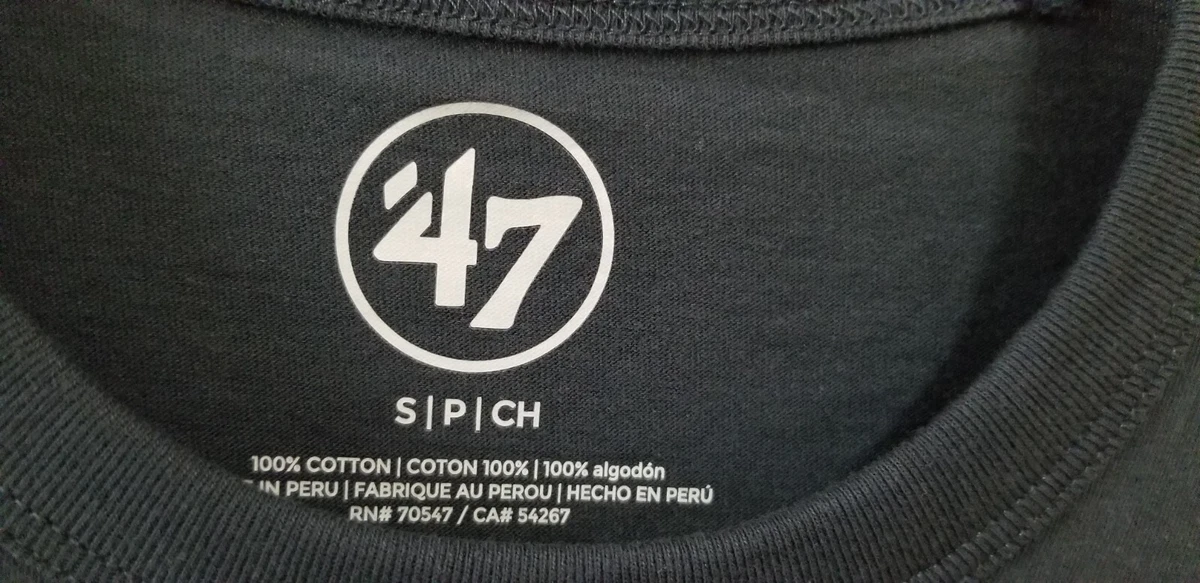 '47
S | P | CH
100% COTTON | COTON 100% | 100% algodón
IN PERU | FABRIQUE AU PEROU | HECHO EN PERÚ
RN# 70547 / CA# 54267